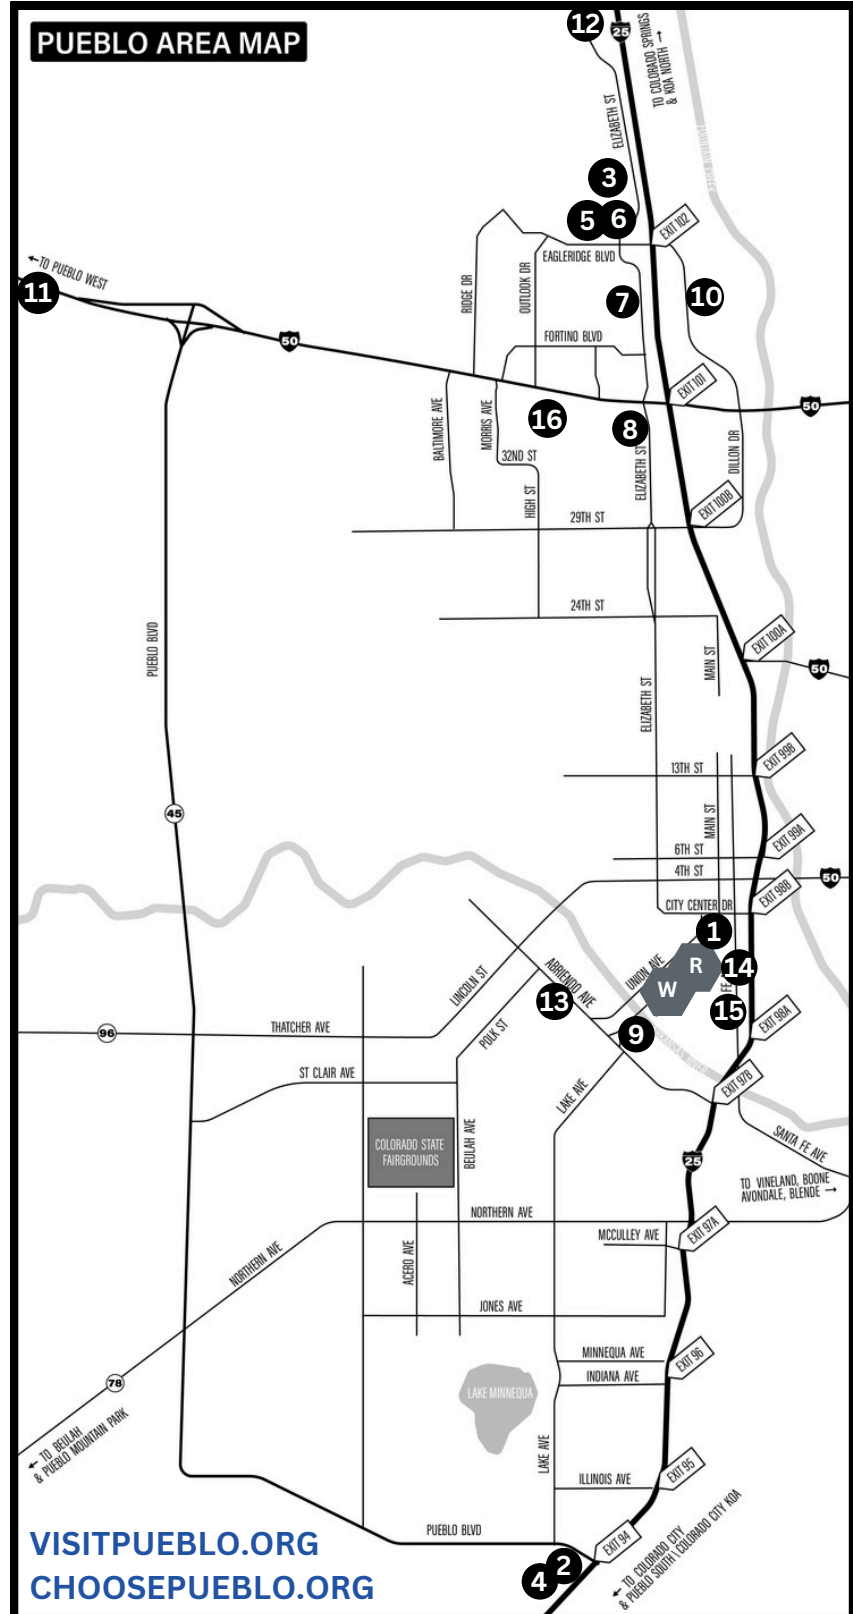 PUEBLO AREA MAP
12
25
TO COLORADO SPRINGS
& KOA NORTH →
ELIZABETH ST
3
5
6
EXIT 102
EAGLERIDGE BLVD
← TO PUEBLO WEST
11
RIDGE DR
OUTLOOK DR
7
10
50
FORTINO BLVD
EXIT 101
50
BALTIMORE AVE
MORRIS AVE
16
8
32ND ST
ELIZABETH ST
DILLON DR
HIGH ST
EXIT 100B
29TH ST
24TH ST
PUEBLO BLVD
MAIN ST
EXIT 100A
50
ELIZABETH ST
13TH ST
EXIT 99B
45
MAIN ST
6TH ST
EXIT 99A
4TH ST
50
EXIT 98B
CITY CENTER DR
1
UNION AVE
R
14
W
FE
LINCOLN ST
ABRIENDO AVE
13
15
EXIT 98A
96
THATCHER AVE
POLK ST
9
ARKANSAS RIVER
ST CLAIR AVE
EXIT 97B
LAKE AVE
COLORADO STATE
FAIRGROUNDS
BEULAH AVE
SANTA FE AVE
25
TO VINELAND, BOONE
AVONDALE, BLENDE →
NORTHERN AVE
EXIT 97A
MCCULLEY AVE
NORTHERN AVE
ACERO AVE
JONES AVE
MINNEQUA AVE
EXIT 96
INDIANA AVE
78
LAKE MINNEQUA
← TO BEULAH
& PUEBLO MOUNTAIN PARK
LAKE AVE
ILLINOIS AVE
EXIT 95
PUEBLO BLVD
EXIT 94
← TO COLORADO CITY
& PUEBLO SOUTH \ COLORADO CITY KOA
2
4
VISITPUEBLO.ORG
CHOOSEPUEBLO.ORG